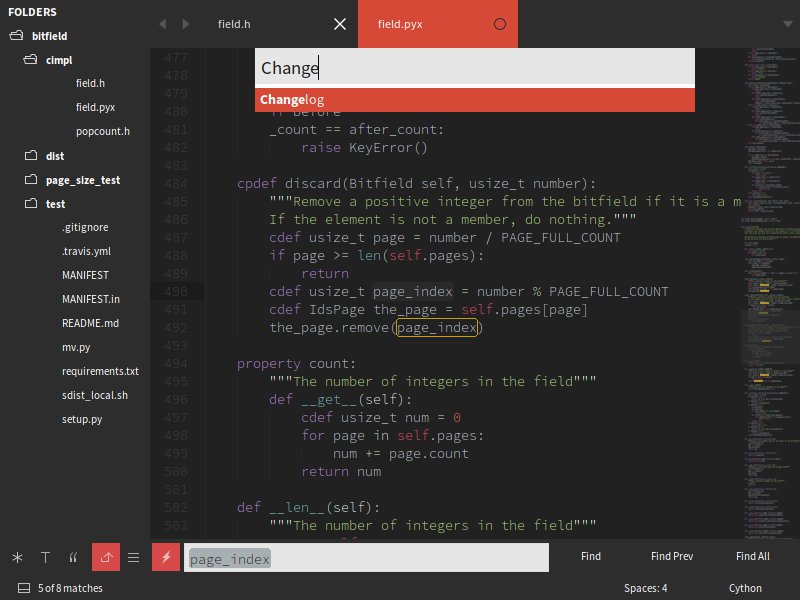 FOLDERS
bitfield
cimpl
field.h
field.pyx
popcount.h
dist
page_size_test
test
.gitignore
.travis.yml
MANIFEST
MANIFEST.in
README.md
mv.py
requirements.txt
sdist_local.sh
setup.py
field.h
field.pyx
Change
Changelog
477
478
479
480 if before
481 _count == after_count:
482 raise KeyError()
483
484 cpdef discard(Bitfield self, usize_t number):
485 """Remove a positive integer from the bitfield if it is a m
486 If the element is not a member, do nothing."""
487 cdef usize_t page = number / PAGE_FULL_COUNT
488 if page >= len(self.pages):
489 return
490 cdef usize_t page_index = number % PAGE_FULL_COUNT
491 cdef IdsPage the_page = self.pages[page]
492 the_page.remove(page_index)
493
494 property count:
495 """The number of integers in the field"""
496 def __get__(self):
497 cdef usize_t num = 0
498 for page in self.pages:
499 num += page.count
500 return num
501
502 def __len__(self):
503 """The number of integers in the field"""
page_index
Find
Find Prev
Find All
5 of 8 matches
Spaces: 4
Cython